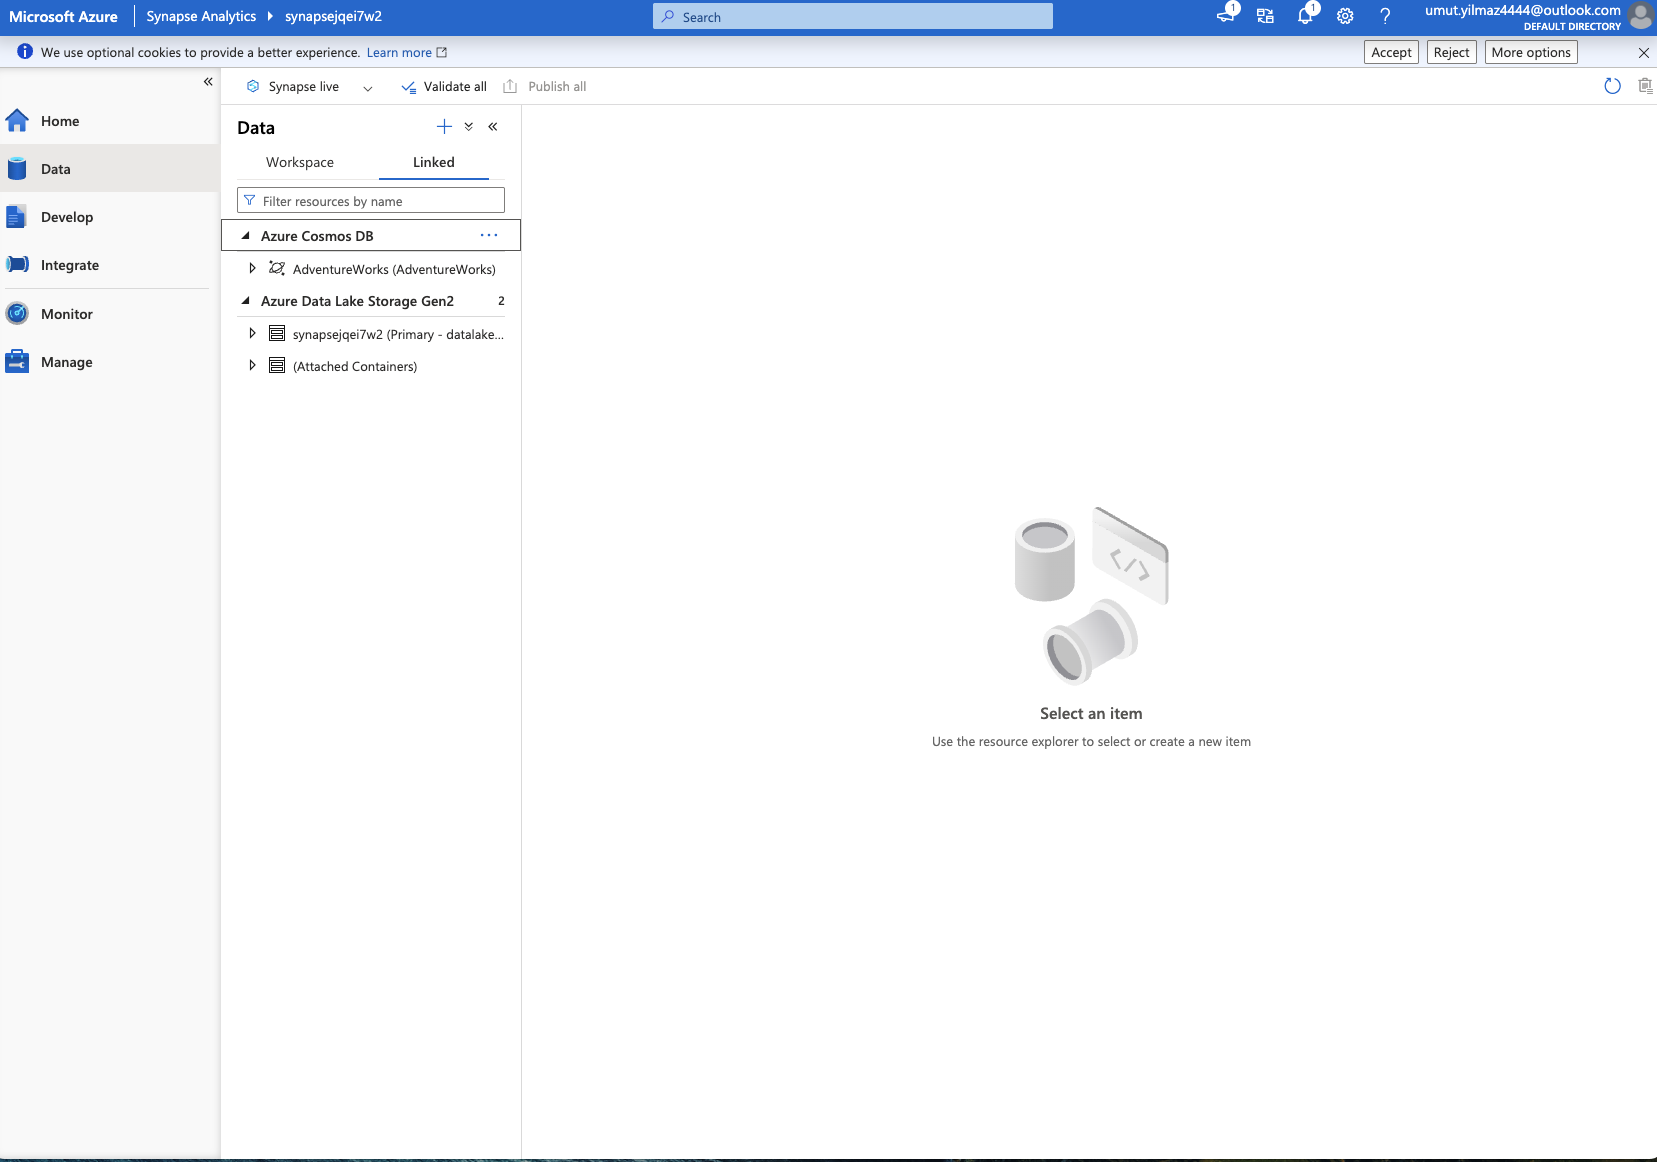 Microsoft Azure
Synapse Analytics
synapsejqei7w2
Search
1
1
?
umut.yilmaz4444@outlook.com
DEFAULT DIRECTORY
We use optional cookies to provide a better experience. Learn more
Accept
Reject
More options
Synapse live
Validate all
Publish all
Home
Data
Develop
Integrate
Monitor
Manage
Data
Workspace
Linked
Filter resources by name
Azure Cosmos DB
AdventureWorks (AdventureWorks)
Azure Data Lake Storage Gen2 2
synapsejqei7w2 (Primary - datalake...
(Attached Containers)
</>
Select an item
Use the resource explorer to select or create a new item